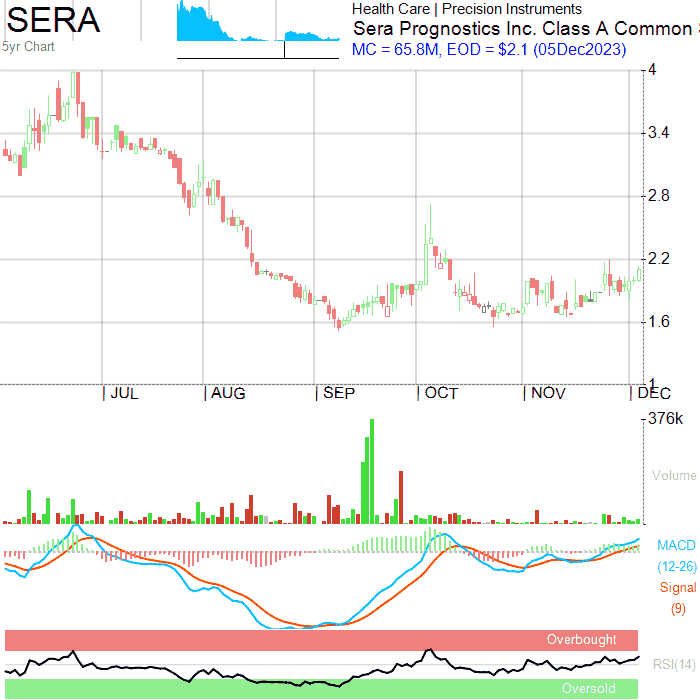 SERA
5yr Chart
Health Care | Precision Instruments
Sera Prognostics Inc. Class A Common
MC = 65.8M, EOD = $2.1 (05Dec2023)
4
3.4
2.8
2.2
1.6
1
JUL
AUG
SEP
OCT
NOV
DEC
376k
Volume
MACD
(12-26)
Signal
(9)
Overbought
RSI(14)
Oversold